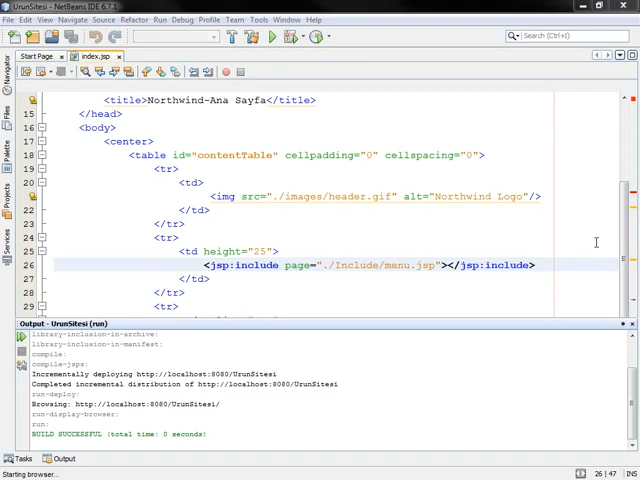 UrunSitesi - NetBeans IDE 6.7.1
File Edit View Navigate Source Refactor Run Debug Profile Team Tools Window Help
Search (Ctrl+I)
Start Page index.jsp
Navigator
Files
Palette
Projects
Services
<title>Northwind-Ana Sayfa</title>
15 </head>
16 <body>
17 <center>
18 <table id="contentTable" cellpadding="0" cellspacing="0">
19 <tr>
20 <td>
<img src="./images/header.gif" alt="Northwind Logo"/>
22 </td>
23 </tr>
24 <tr>
25 <td height="25">
26 <jsp:include page="./Include/menu.jsp"></jsp:include>
27 </td>
28 </tr>
29 <tr>
Output - UrunSitesi (run)
library-inclusion-in-archive:
library-inclusion-in-manifest:
compile:
compile-jsps:
Incrementally deploying http://localhost:8080/UrunSitesi
Completed incremental distribution of http://localhost:8080/UrunSitesi
run-deploy:
Browsing: http://localhost:8080/UrunSitesi/
run-display-browser:
run:
BUILD SUCCESSFUL (total time: 0 seconds)
Tasks Output
Starting browser...
26 | 47 INS